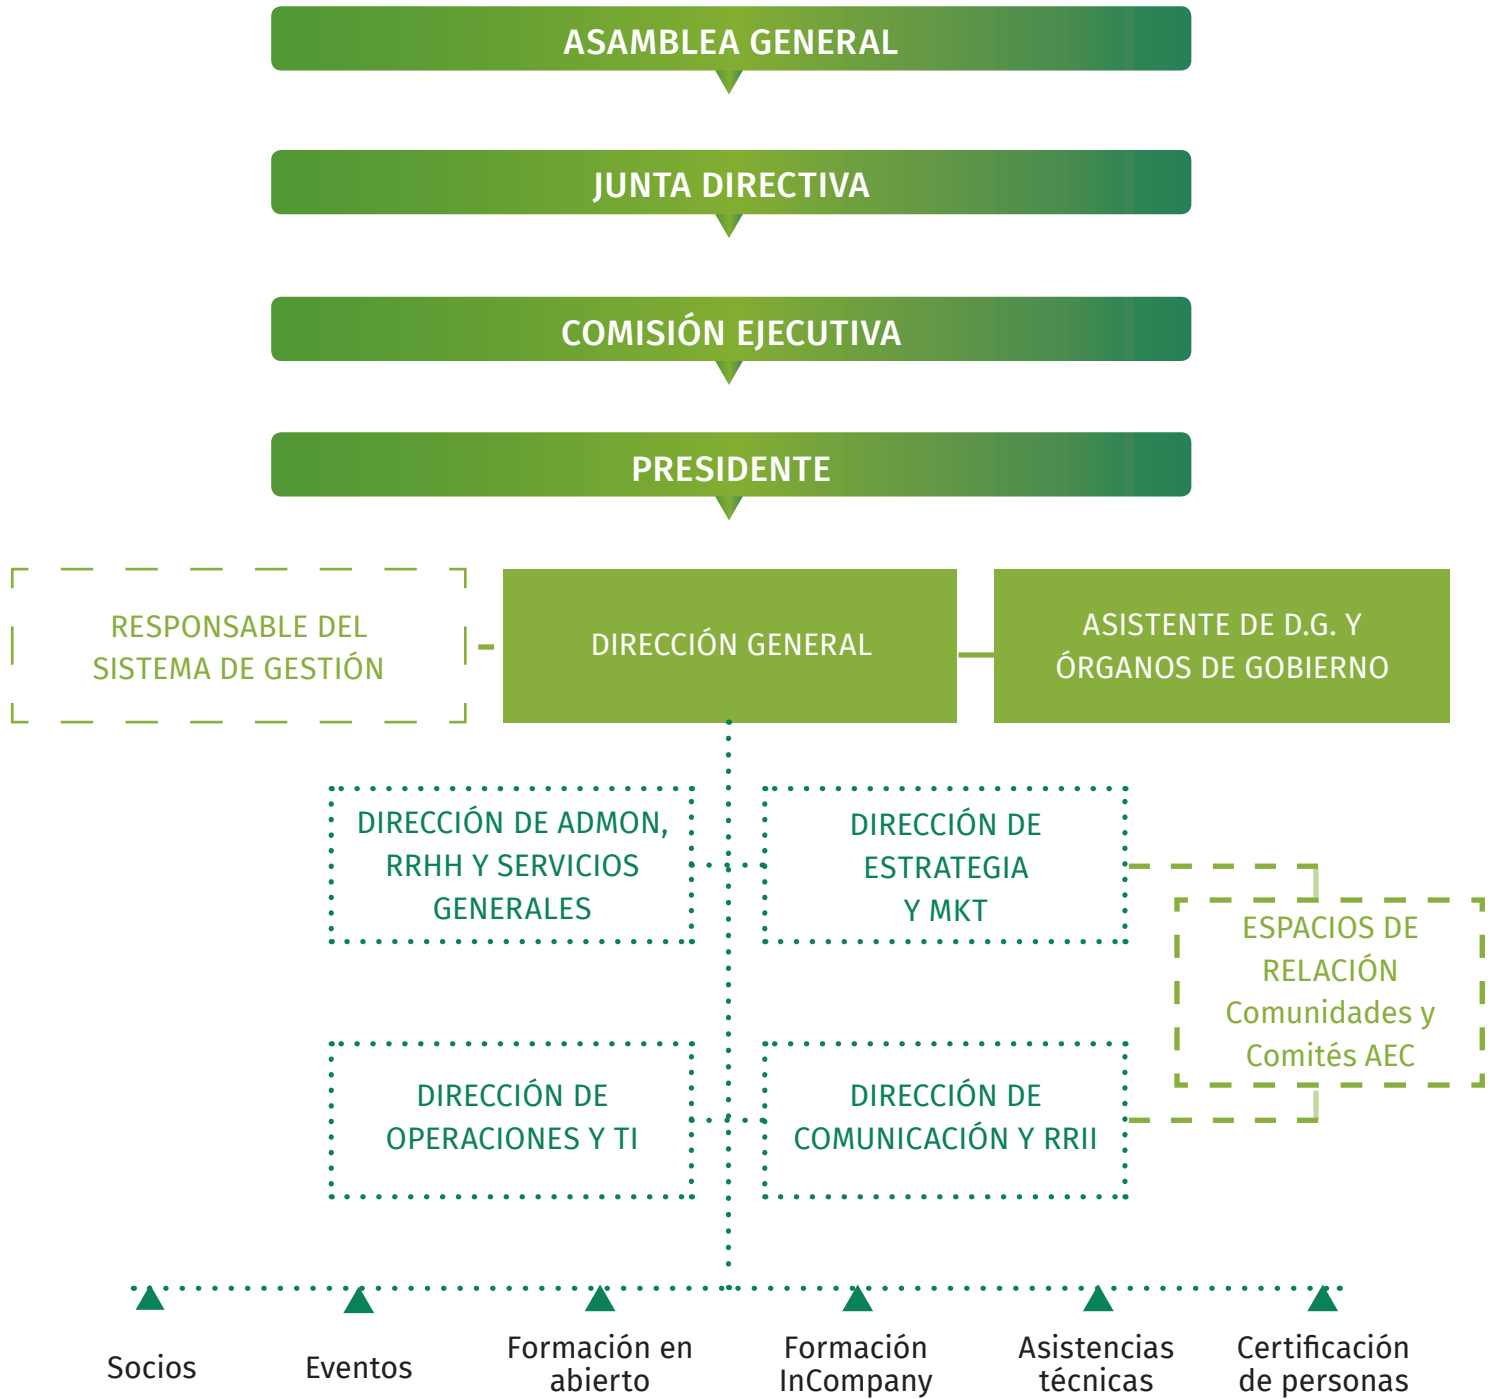 ASAMBLEA GENERAL
JUNTA DIRECTIVA
COMISIÓN EJECUTIVA
PRESIDENTE
RESPONSABLE DEL
SISTEMA DE GESTIÓN
DIRECCIÓN GENERAL
ASISTENTE DE D.G. Y
ÓRGANOS DE GOBIERNO
DIRECCIÓN DE ADMON,
RRHH Y SERVICIOS
GENERALES
DIRECCIÓN DE
ESTRATEGIA
Y MKT
ESPACIOS DE
RELACIÓN
Comunidades y
Comités AEC
DIRECCIÓN DE
OPERACIONES Y TI
DIRECCIÓN DE
COMUNICACIÓN Y RRII
Socios
Eventos
Formación en
abierto
Formación
InCompany
Asistencias
técnicas
Certificación
de personas